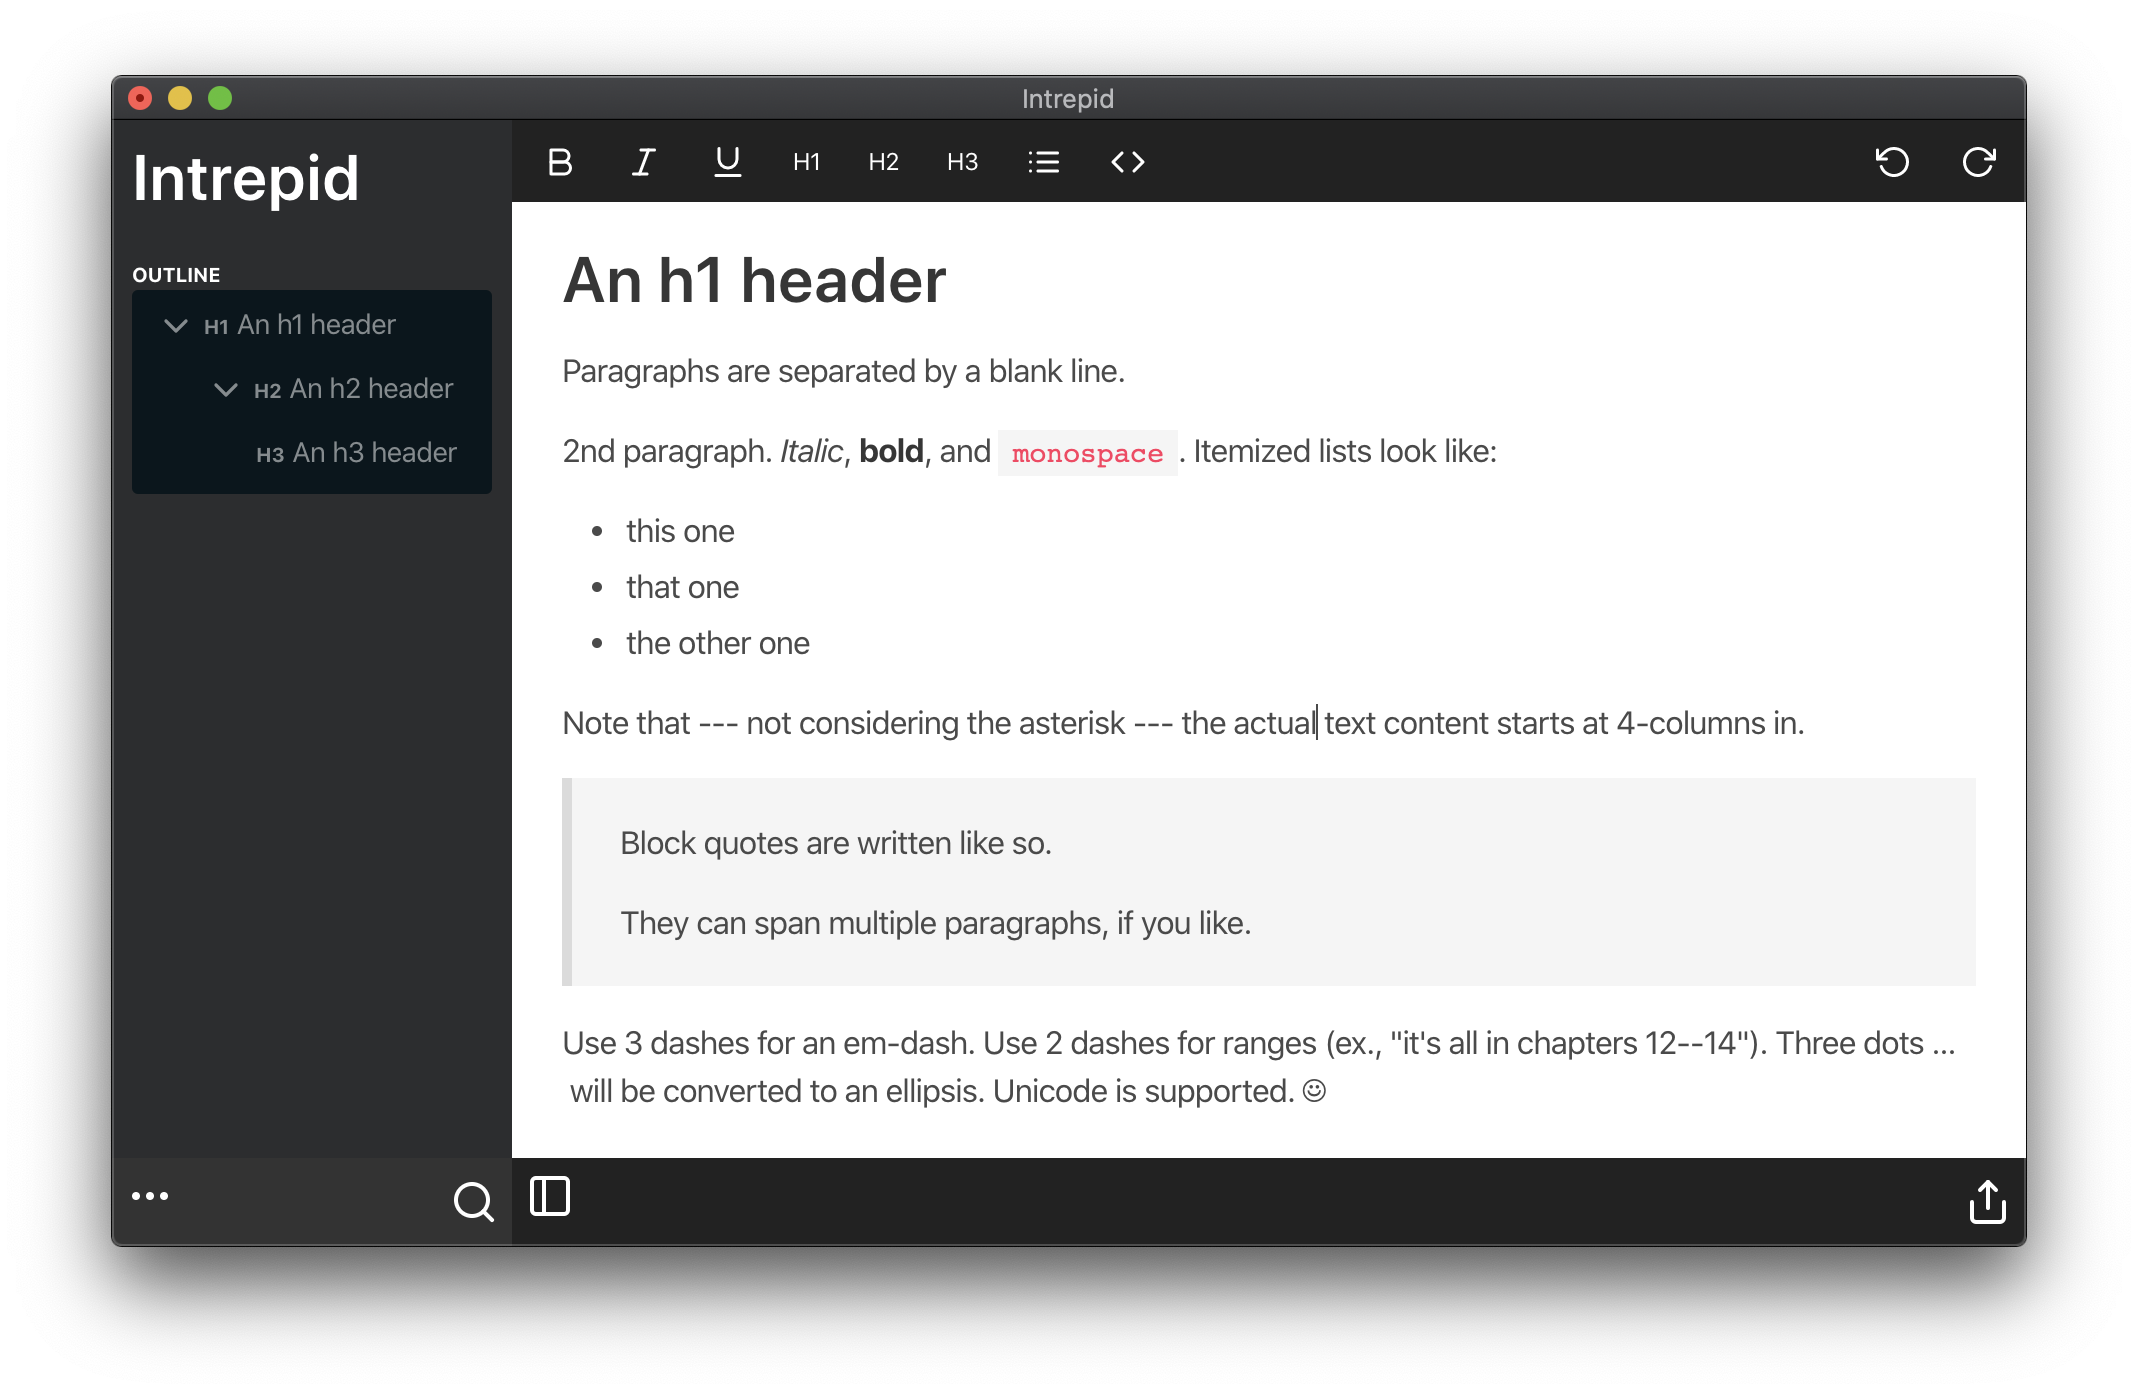 Intrepid
Intrepid
OUTLINE
H1 An h1 header
H2 An h2 header
H3 An h3 header
H1 H2 H3
An h1 header
Paragraphs are separated by a blank line.
2nd paragraph. Italic, bold, and monospace . Itemized lists look like:
• this one
• that one
• the other one
Note that --- not considering the asterisk --- the actual text content starts at 4-columns in.
Block quotes are written like so.
They can span multiple paragraphs, if you like.
Use 3 dashes for an em-dash. Use 2 dashes for ranges (ex., "it's all in chapters 12--14"). Three dots ...
will be converted to an ellipsis. Unicode is supported. ☺